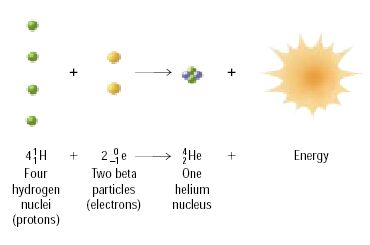 + ⟶ +
4 ¹₁H + 2 ⁰₋₁e ⟶ ⁴₂He + Energy
Four Two beta One
hydrogen particles helium
nuclei (electrons) nucleus
(protons)